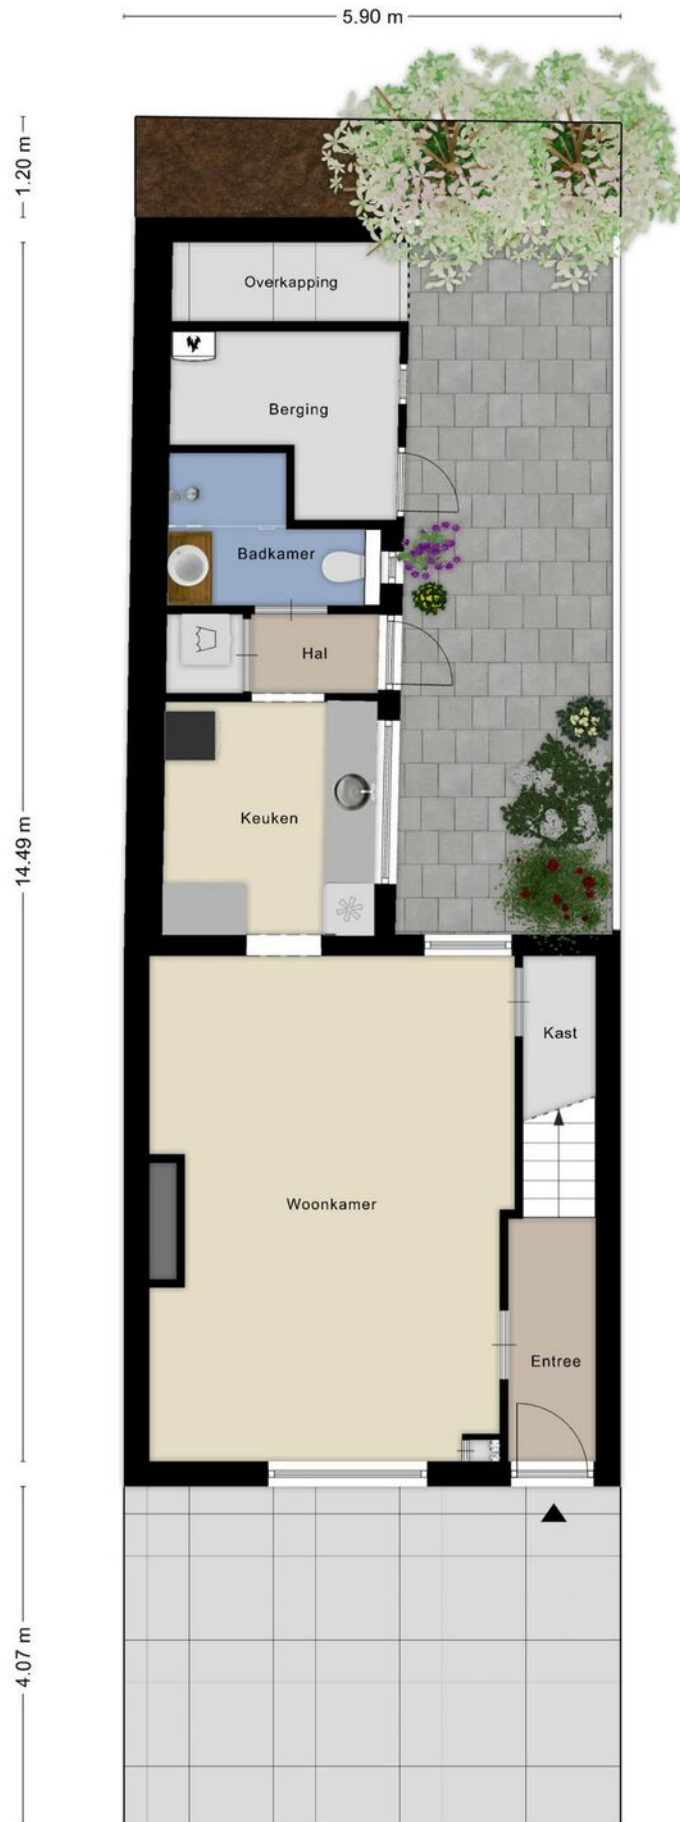 5.90 m
1.20 m
Overkapping
Berging
Badkamer
Hal
Keuken
14.49 m
Kast
Woonkamer
Entree
4.07 m